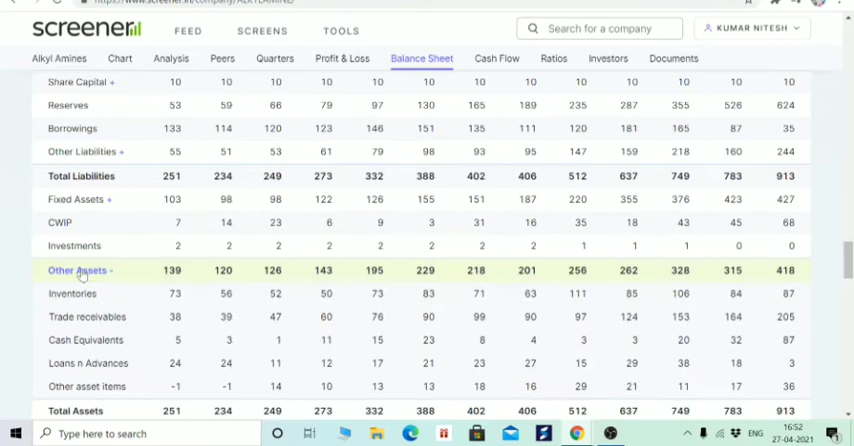 https://www.screener.in/company/ALKYLAMINE/
screener FEED SCREENS TOOLS Search for a company KUMAR NITESH
Alkyl Amines Chart Analysis Peers Quarters Profit & Loss Balance Sheet Cash Flow Ratios Investors Documents
Share Capital + 10 10 10 10 10 10 10 10 10 10 10 10 10
Reserves 53 59 66 79 97 130 165 189 235 287 355 526 624
Borrowings 133 114 120 123 146 151 135 111 120 181 165 87 35
Other Liabilities + 55 51 53 61 79 98 93 95 147 159 218 160 244
Total Liabilities 251 234 249 273 332 388 402 406 512 637 749 783 913
Fixed Assets + 103 98 98 122 126 155 151 187 220 355 376 423 427
CWIP 7 14 23 6 9 3 31 16 35 18 43 45 68
Investments 2 2 2 2 2 2 2 2 1 1 1 0 0
Other Assets - 139 120 126 143 195 229 218 201 256 262 328 315 418
Inventories 73 56 52 50 73 83 71 63 111 85 106 84 87
Trade receivables 38 39 47 60 76 90 99 90 97 124 153 164 205
Cash Equivalents 5 3 1 11 15 23 8 4 3 3 20 32 87
Loans n Advances 24 24 11 12 17 21 23 27 15 29 38 18 3
Other asset items -1 -1 14 10 13 13 18 16 29 21 11 17 36
Total Assets 251 234 249 273 332 388 402 406 512 637 749 783 913
Type here to search ENG 16:52
27-04-2021